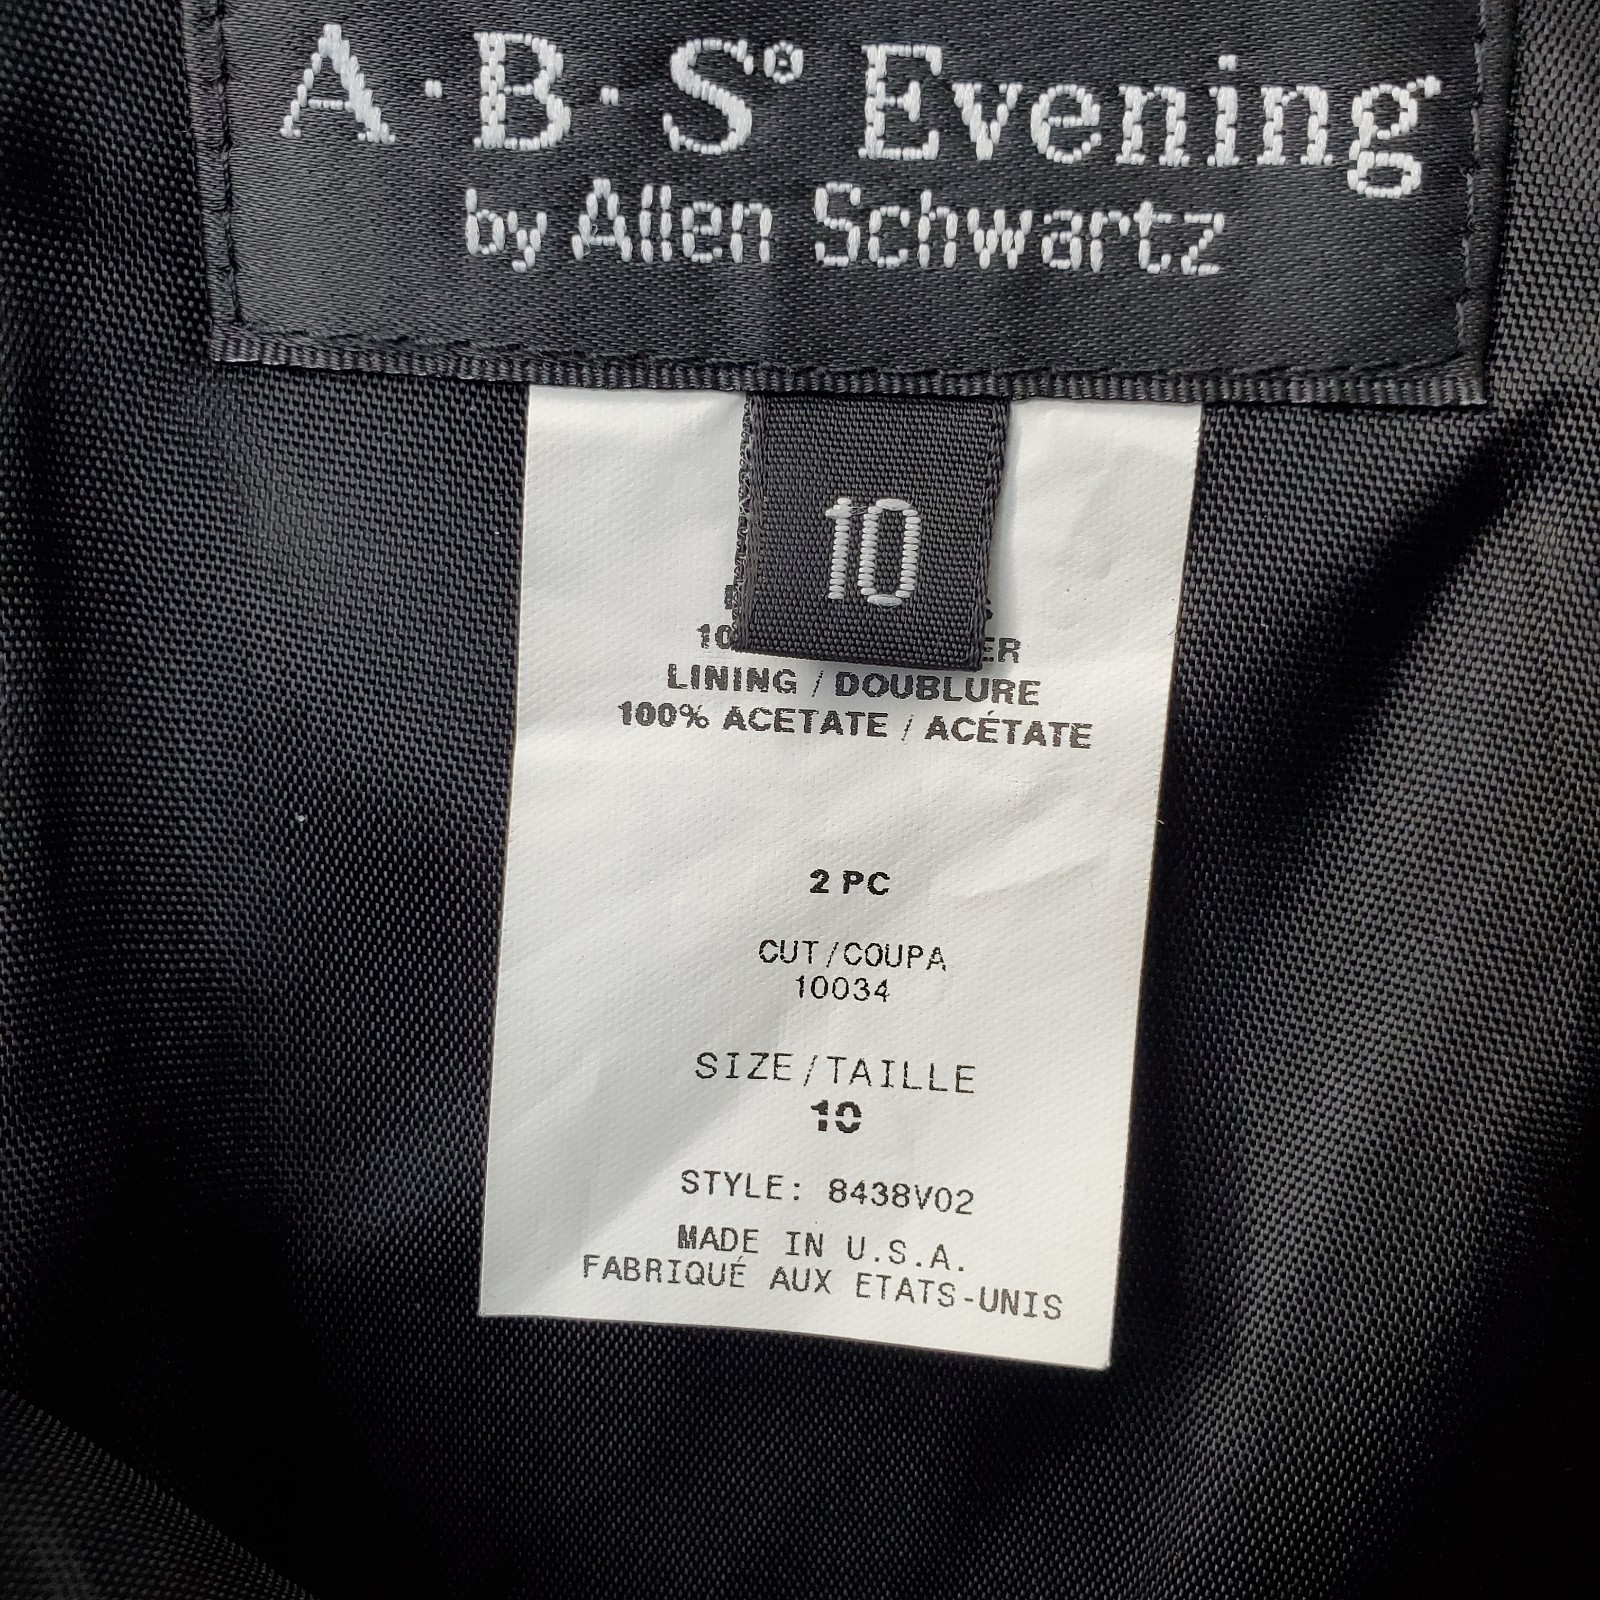 A·B·S® Evening
by Allen Schwartz
10
LINING / DOUBLURE
100% ACETATE / ACÉTATE
2 PC
CUT/COUPA
10034
SIZE/TAILLE
10
STYLE: 8438V02
MADE IN U.S.A.
FABRIQUÉ AUX ETATS-UNIS